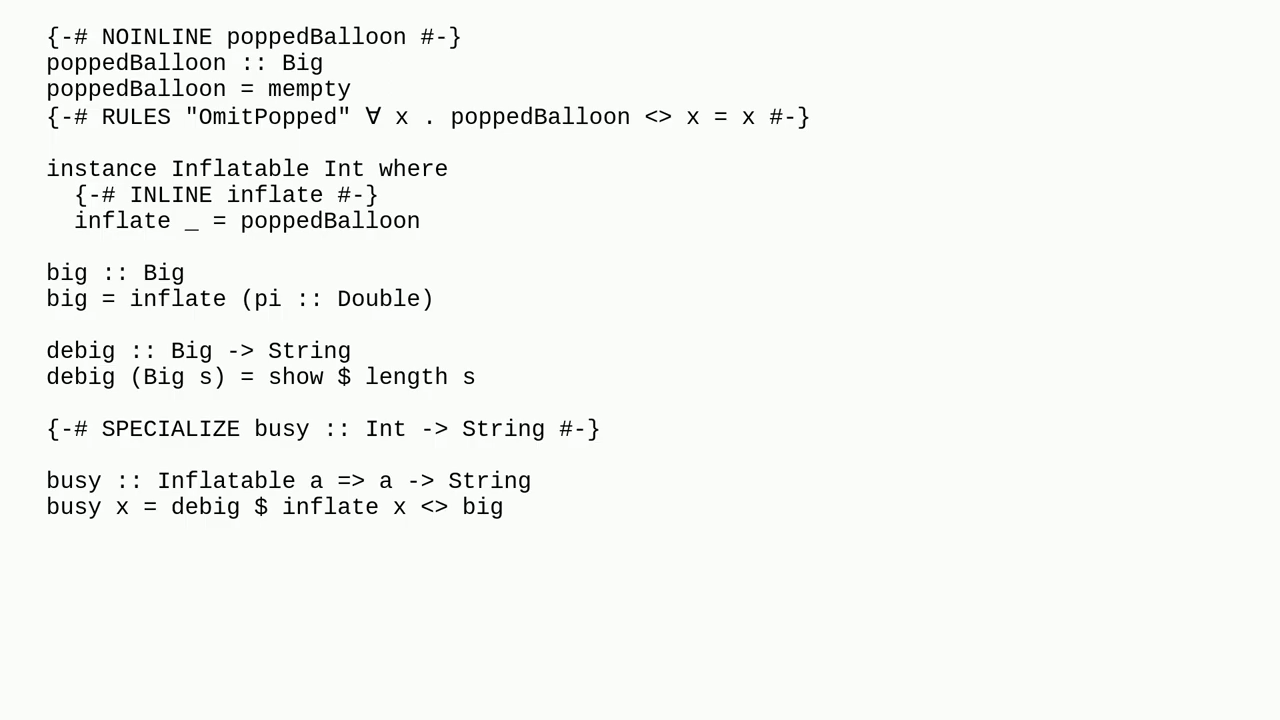 {-# NOINLINE poppedBalloon #-}
poppedBalloon :: Big
poppedBalloon = mempty
{-# RULES "OmitPopped" ∀ x . poppedBalloon <> x = x #-}

instance Inflatable Int where
  {-# INLINE inflate #-}
  inflate _ = poppedBalloon

big :: Big
big = inflate (pi :: Double)

debig :: Big -> String
debig (Big s) = show $ length s

{-# SPECIALIZE busy :: Int -> String #-}

busy :: Inflatable a => a -> String
busy x = debig $ inflate x <> big